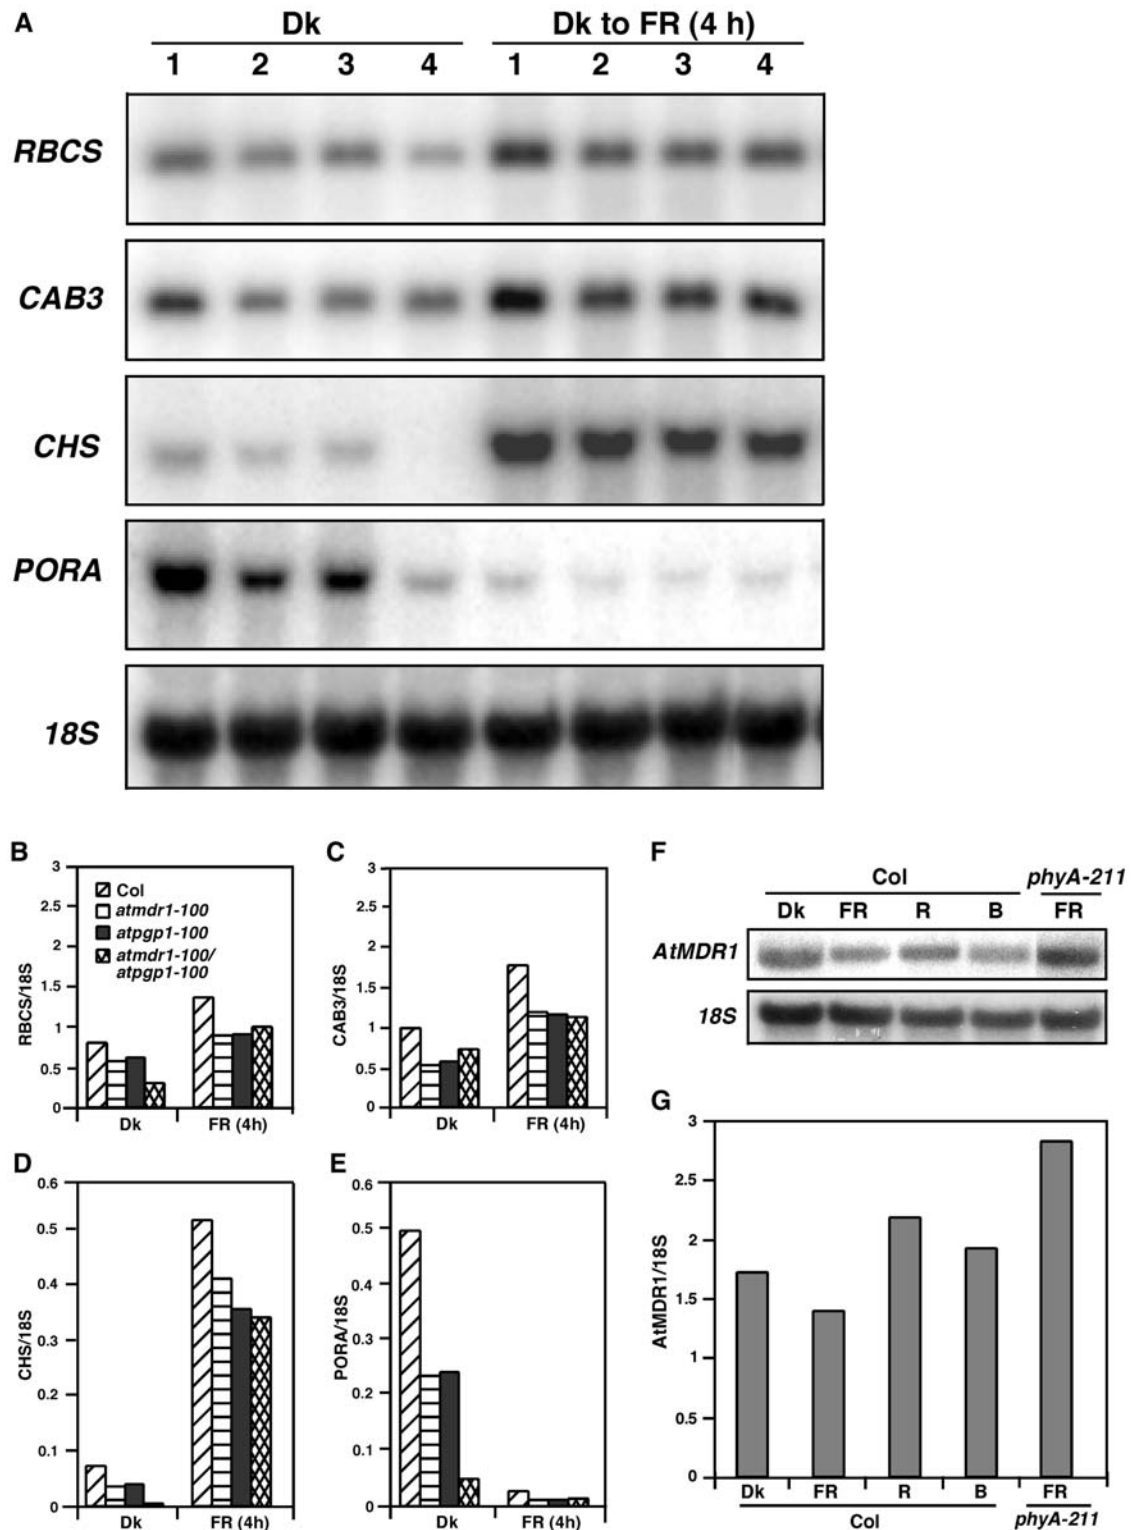 A
Dk Dk to FR (4 h)
1 2 3 4 1 2 3 4
RBCS
CAB3
CHS
PORA
18S
B
3
2.5
2
1.5
1
0.5
0
RBCS/18S
Col
atmdr1-100
atpgp1-100
atmdr1-100/
atpgp1-100
Dk FR (4h)
C
3
2.5
2
1.5
1
0.5
0
CAB3/18S
Dk FR (4h)
D
0.6
0.5
0.4
0.3
0.2
0.1
0
CHS/18S
Dk FR (4h)
E
0.6
0.5
0.4
0.3
0.2
0.1
0
PORA/18S
Dk FR (4h)
F
Col phyA-211
Dk FR R B FR
AtMDR1
18S
G
3
2.5
2
1.5
1
0.5
0
AtMDR1/18S
Dk FR R B FR
Col phyA-211